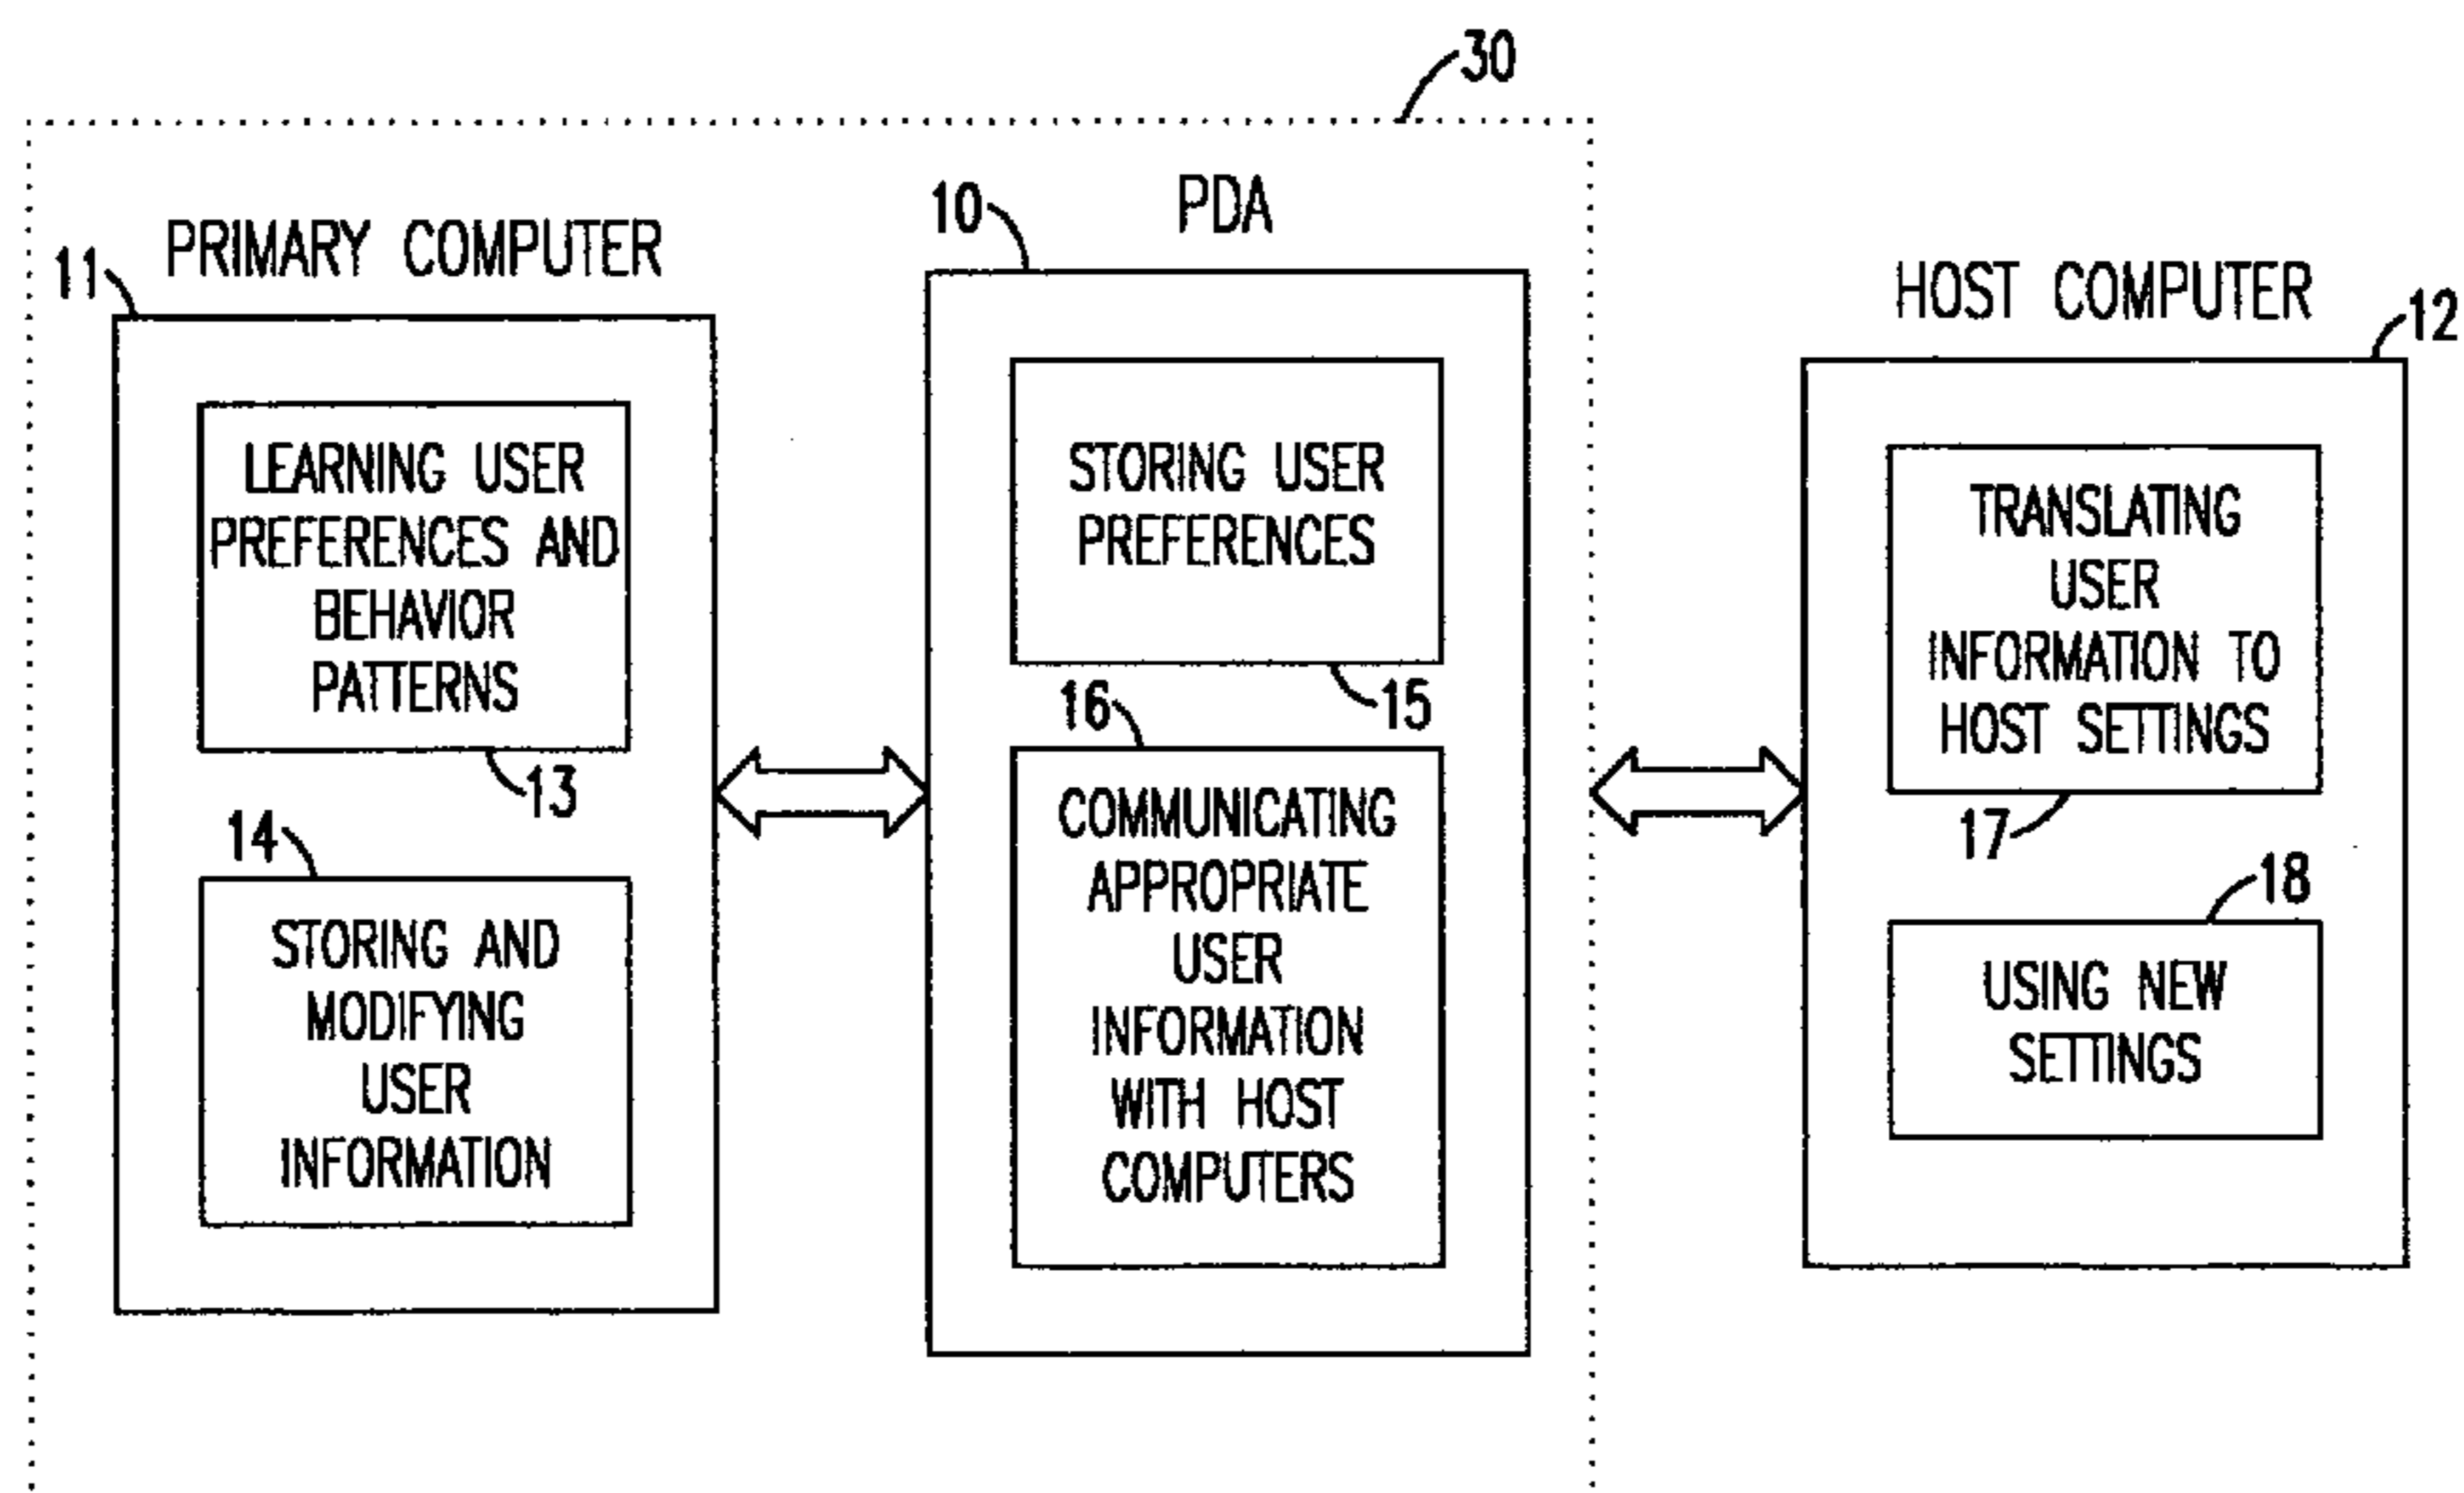 30
PRIMARY COMPUTER
11
LEARNING USER
PREFERENCES AND
BEHAVIOR
PATTERNS
13
14
STORING AND
MODIFYING
USER
INFORMATION
PDA
10
STORING USER
PREFERENCES
15
16
COMMUNICATING
APPROPRIATE
USER
INFORMATION
WITH HOST
COMPUTERS
HOST COMPUTER
12
TRANSLATING
USER
INFORMATION TO
HOST SETTINGS
17
18
USING NEW
SETTINGS